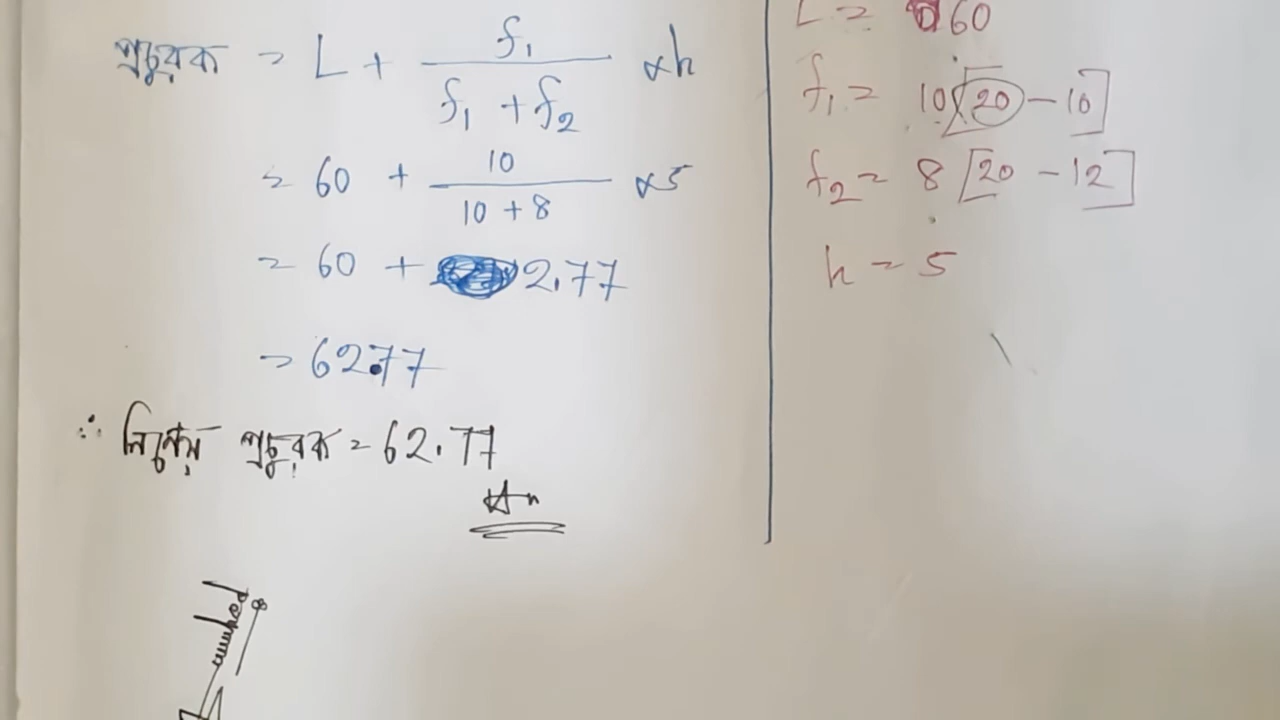 প্রচুরক = L + f₁ / (f₁ + f₂) × h
= 60 + 10 / (10 + 8) × 5
= 60 + 2.77
= 62.77
∴ নির্ণেয় প্রচুরক = 62.77
Ans
L = 60
f₁ = 10 [20 - 10]
f₂ = 8 [20 - 12]
h = 5